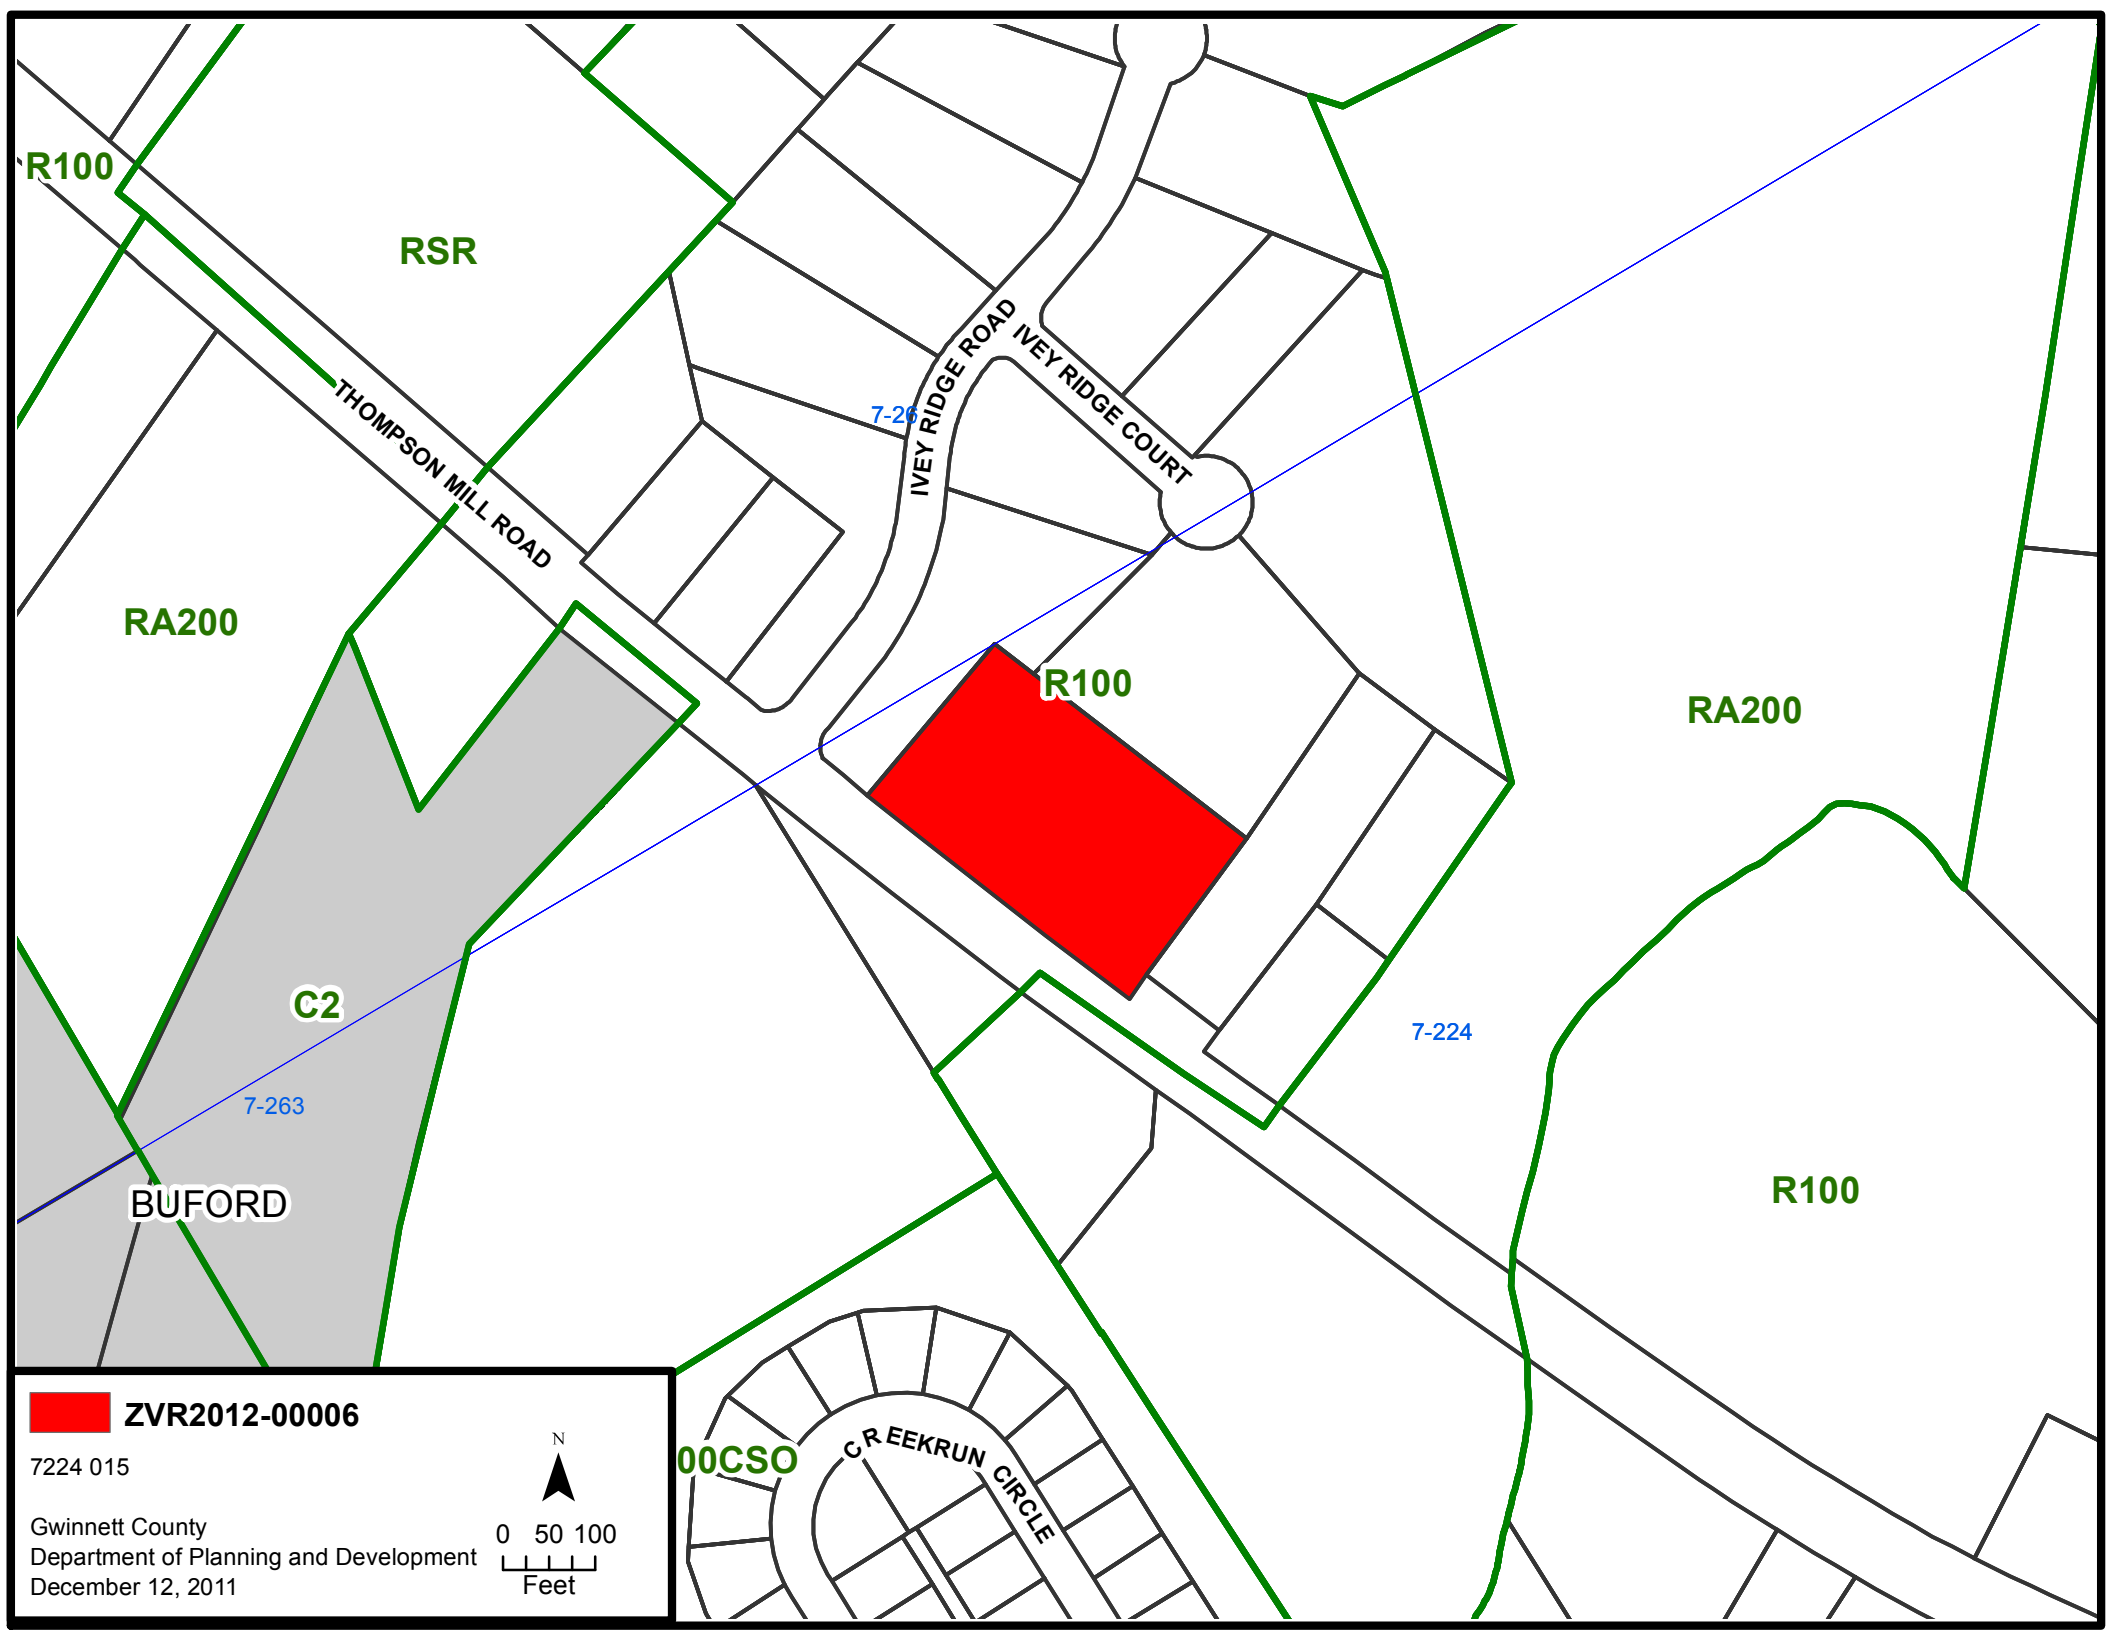 R100
RSR
IVEY RIDGE ROAD
IVEY RIDGE COURT
THOMPSON MILL ROAD
7-26
RA200
R100
RA200
C2
7-224
7-263
BUFORD
R100
ZVR2012-00006
7224 015
N
Gwinnett County
Department of Planning and Development
December 12, 2011
0 50 100
Feet
00CSO
CREEKRUN CIRCLE